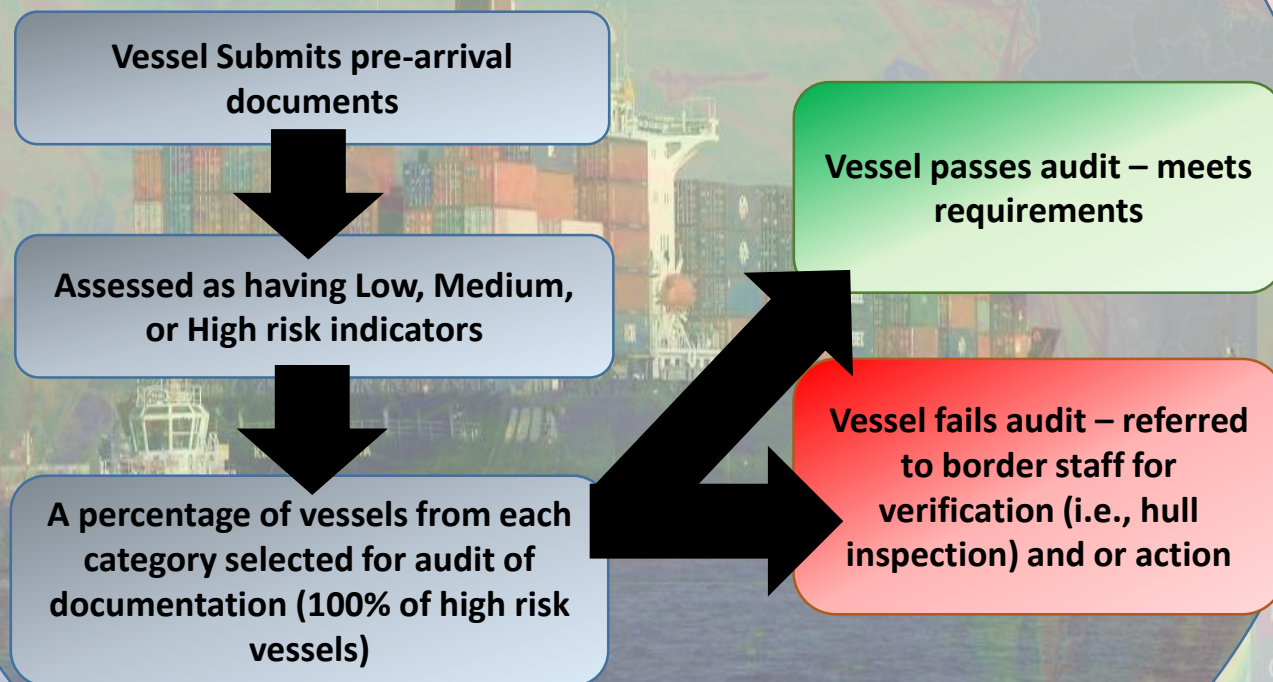 Vessel Submits pre-arrival
documents
Assessed as having Low, Medium,
or High risk indicators
A percentage of vessels from each
category selected for audit of
documentation (100% of high risk
vessels)
Vessel passes audit – meets
requirements
Vessel fails audit – referred
to border staff for
verification (i.e., hull
inspection) and or action